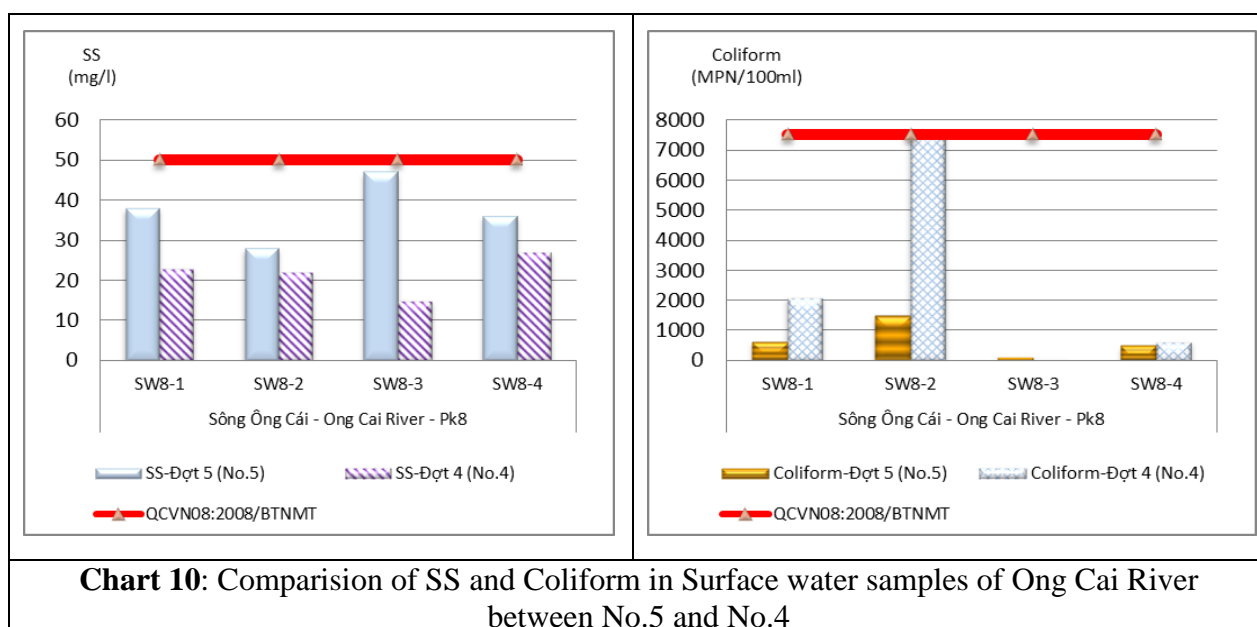 SS
(mg/l)
60
50
40
30
20
10
0
SW8-1 SW8-2 SW8-3 SW8-4
Sông Ông Cái - Ong Cai River - Pk8
SS-Đợt 5 (No.5) SS-Đợt 4 (No.4)
QCVN08:2008/BTNMT
Coliform
(MPN/100ml)
8000
7000
6000
5000
4000
3000
2000
1000
0
SW8-1 SW8-2 SW8-3 SW8-4
Sông Ông Cái - Ong Cai River - Pk8
Coliform-Đợt 5 (No.5) Coliform-Đợt 4 (No.4)
QCVN08:2008/BTNMT
Chart 10: Comparision of SS and Coliform in Surface water samples of Ong Cai River
between No.5 and No.4